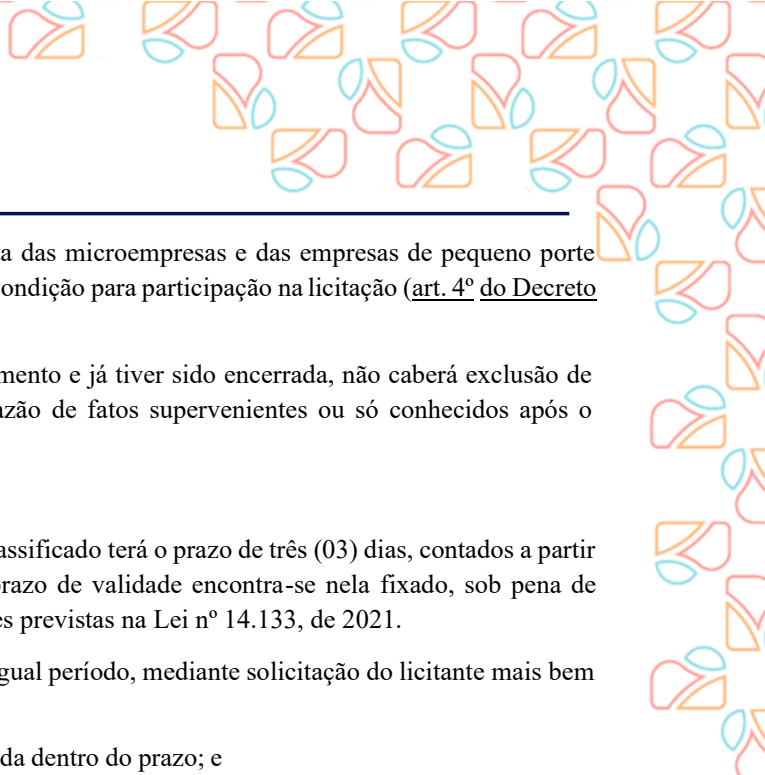 das microempresas e das empresas de pequeno porte
ondição para participação na licitação (art. 4º do Decreto
mento e já tiver sido encerrada, não caberá exclusão de
azão de fatos supervenientes ou só conhecidos após o
assificado terá o prazo de três (03) dias, contados a partir
prazo de validade encontra-se nela fixado, sob pena de
es previstas na Lei nº 14.133, de 2021.
gual período, mediante solicitação do licitante mais bem
da dentro do prazo; e